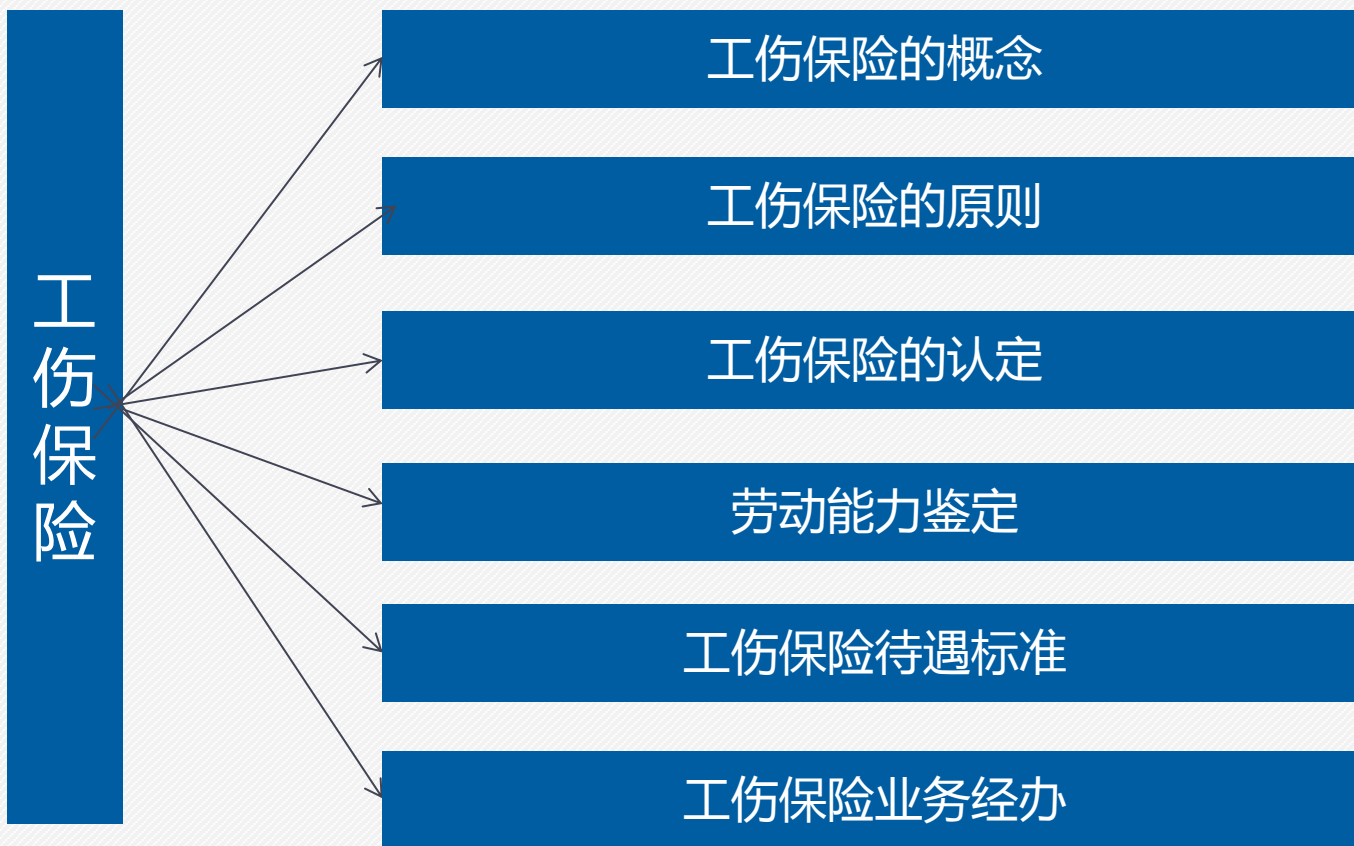 工伤保险
工伤保险的概念
工伤保险的原则
工伤保险的认定
劳动能力鉴定
工伤保险待遇标准
工伤保险业务经办